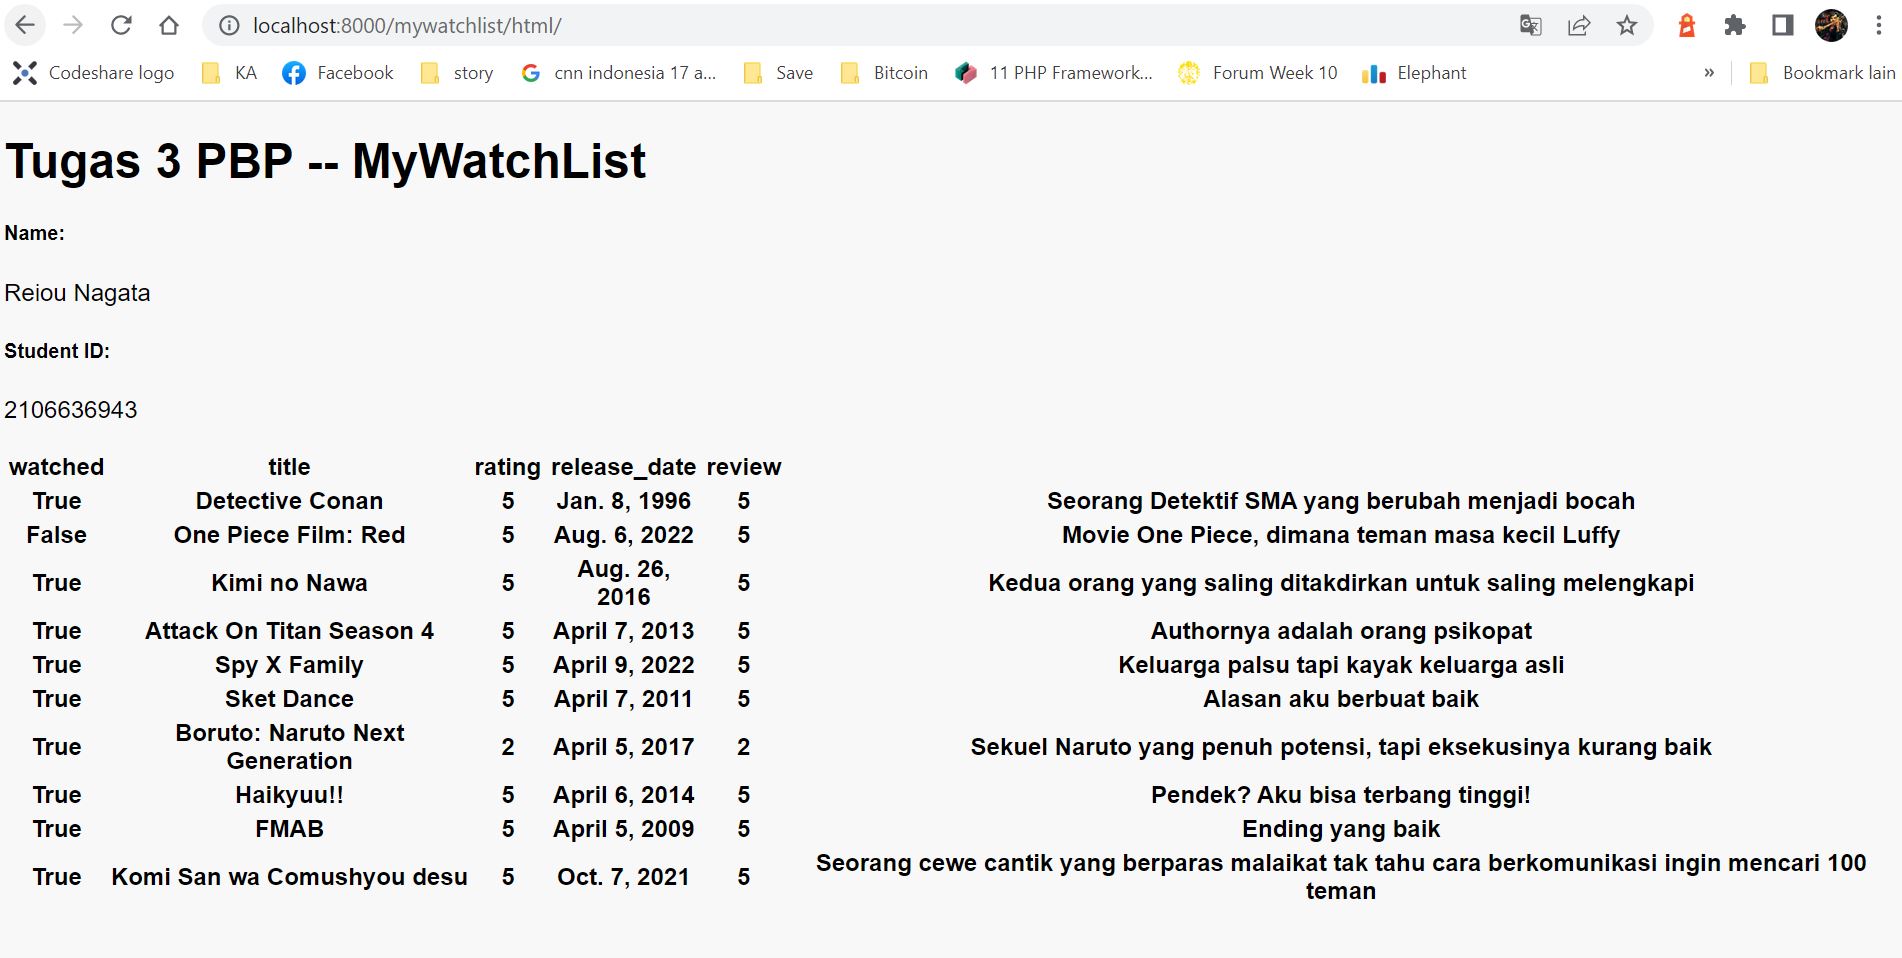 localhost:8000/mywatchlist/html/
Codeshare logo KA Facebook story cnn indonesia 17 a... Save Bitcoin 11 PHP Framework... Forum Week 10 Elephant » Bookmark lain
Tugas 3 PBP -- MyWatchList
Name:
Reiou Nagata
Student ID:
2106636943
watched title rating release_date review
True Detective Conan 5 Jan. 8, 1996 5 Seorang Detektif SMA yang berubah menjadi bocah
False One Piece Film: Red 5 Aug. 6, 2022 5 Movie One Piece, dimana teman masa kecil Luffy
True Kimi no Nawa 5 Aug. 26, 2016 5 Kedua orang yang saling ditakdirkan untuk saling melengkapi
True Attack On Titan Season 4 5 April 7, 2013 5 Authornya adalah orang psikopat
True Spy X Family 5 April 9, 2022 5 Keluarga palsu tapi kayak keluarga asli
True Sket Dance 5 April 7, 2011 5 Alasan aku berbuat baik
True Boruto: Naruto Next Generation 2 April 5, 2017 2 Sekuel Naruto yang penuh potensi, tapi eksekusinya kurang baik
True Haikyuu!! 5 April 6, 2014 5 Pendek? Aku bisa terbang tinggi!
True FMAB 5 April 5, 2009 5 Ending yang baik
True Komi San wa Comushyou desu 5 Oct. 7, 2021 5 Seorang cewe cantik yang berparas malaikat tak tahu cara berkomunikasi ingin mencari 100 teman